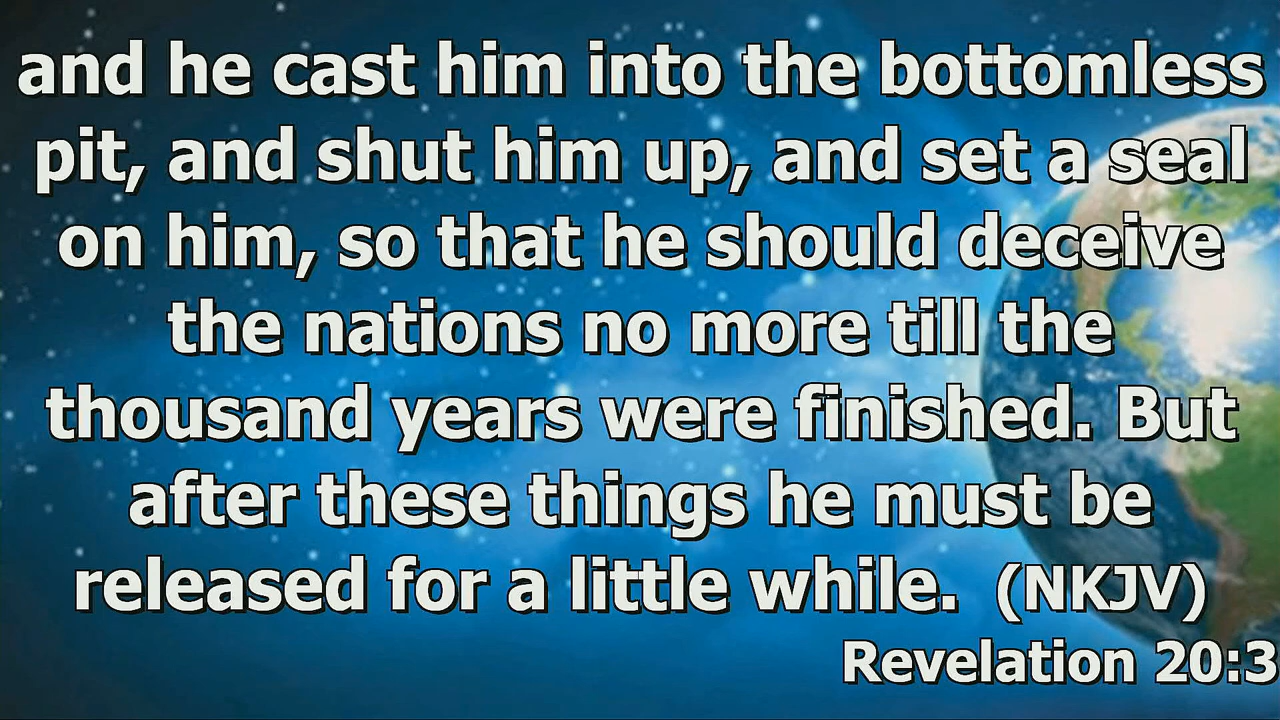 and he cast him into the bottomless
pit, and shut him up, and set a seal
on him, so that he should deceive
the nations no more till the
thousand years were finished. But
after these things he must be
released for a little while. (NKJV)
Revelation 20:3